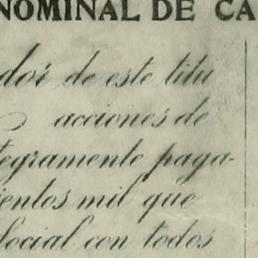 NOMINAL DE CA
dor de este titu
acciones de
tegramente paga-
ientos mil que
Social con todos